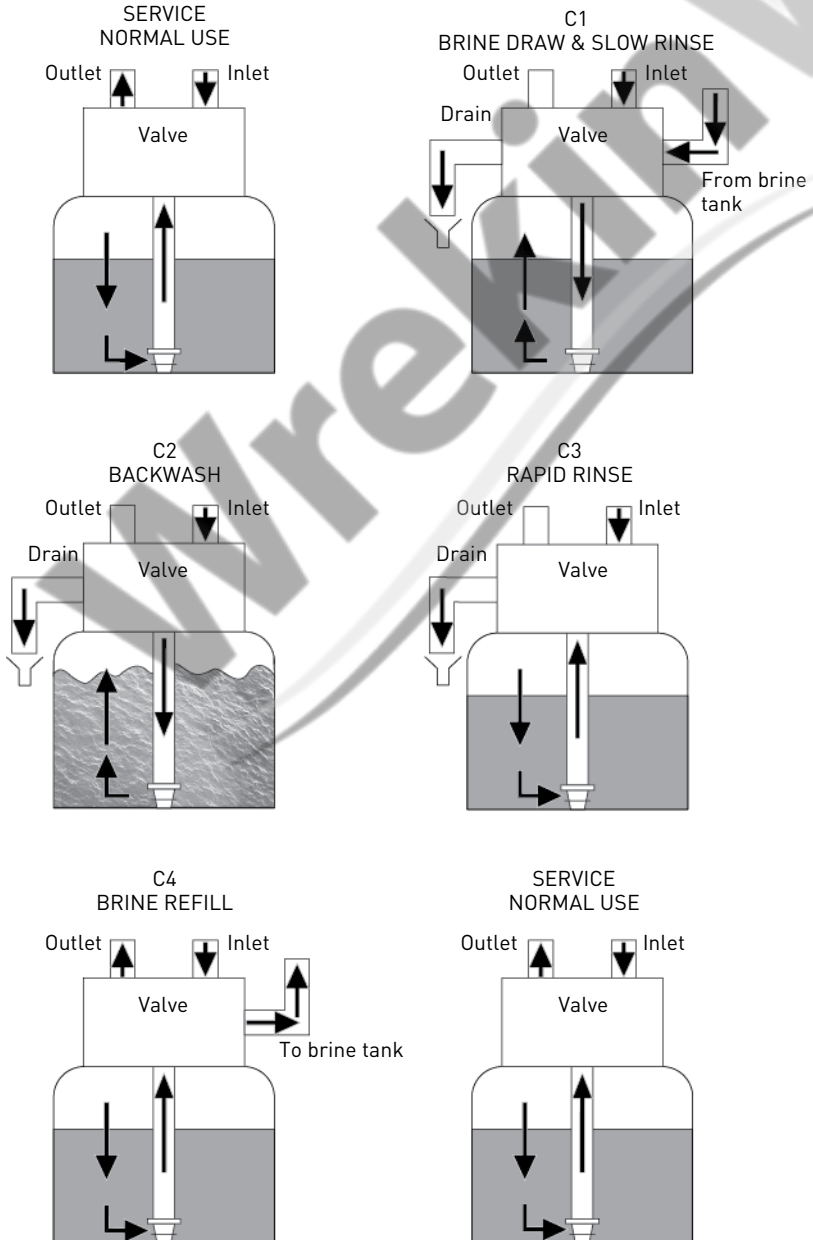 SERVICE
NORMAL USE
Outlet
Inlet
Valve
C1
BRINE DRAW & SLOW RINSE
Outlet
Inlet
Drain
Valve
From brine
tank
C2
BACKWASH
Outlet
Inlet
Drain
Valve
C3
RAPID RINSE
Outlet
Inlet
Drain
Valve
C4
BRINE REFILL
Outlet
Inlet
Valve
To brine tank
SERVICE
NORMAL USE
Outlet
Inlet
Valve
Wrekin